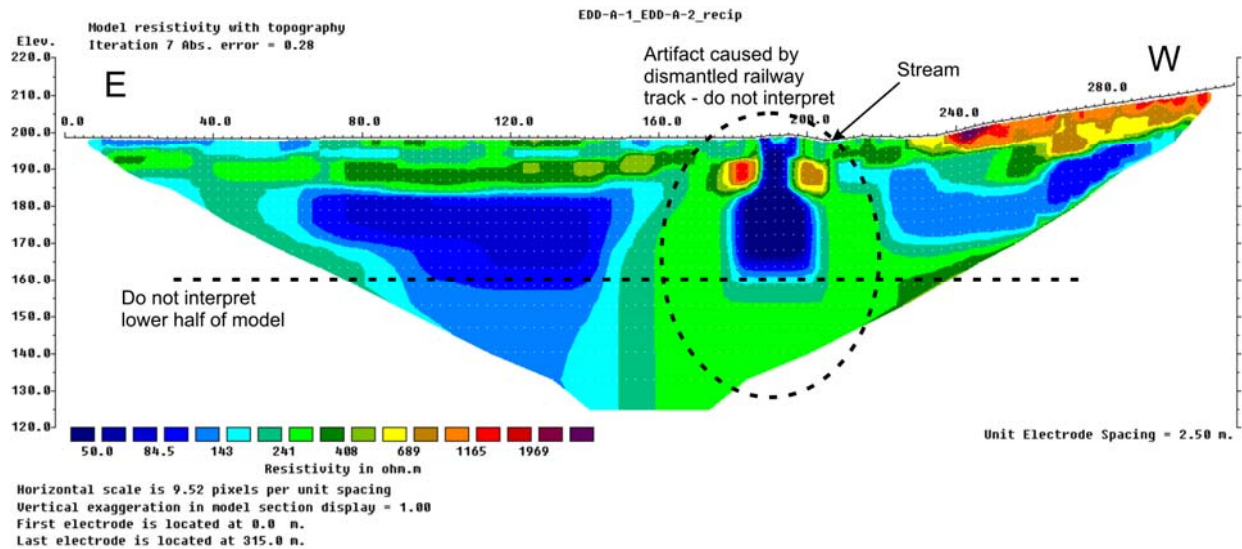 EDD-A-1_EDD-A-2_recip
Model resistivity with topography
Iteration 7 Abs. error = 0.28
Elev.
220.0
210.0
200.0
190.0
180.0
170.0
160.0
150.0
140.0
130.0
120.0
E
W
Artifact caused by
dismantled railway
track - do not interpret
Stream
0.0 40.0 80.0 120.0 160.0 200.0 240.0 280.0
Do not interpret
lower half of model
50.0 84.5 143 241 408 689 1165 1969
Resistivity in ohm.m
Unit Electrode Spacing = 2.50 m.
Horizontal scale is 9.52 pixels per unit spacing
Vertical exaggeration in model section display = 1.00
First electrode is located at 0.0 m.
Last electrode is located at 315.0 m.